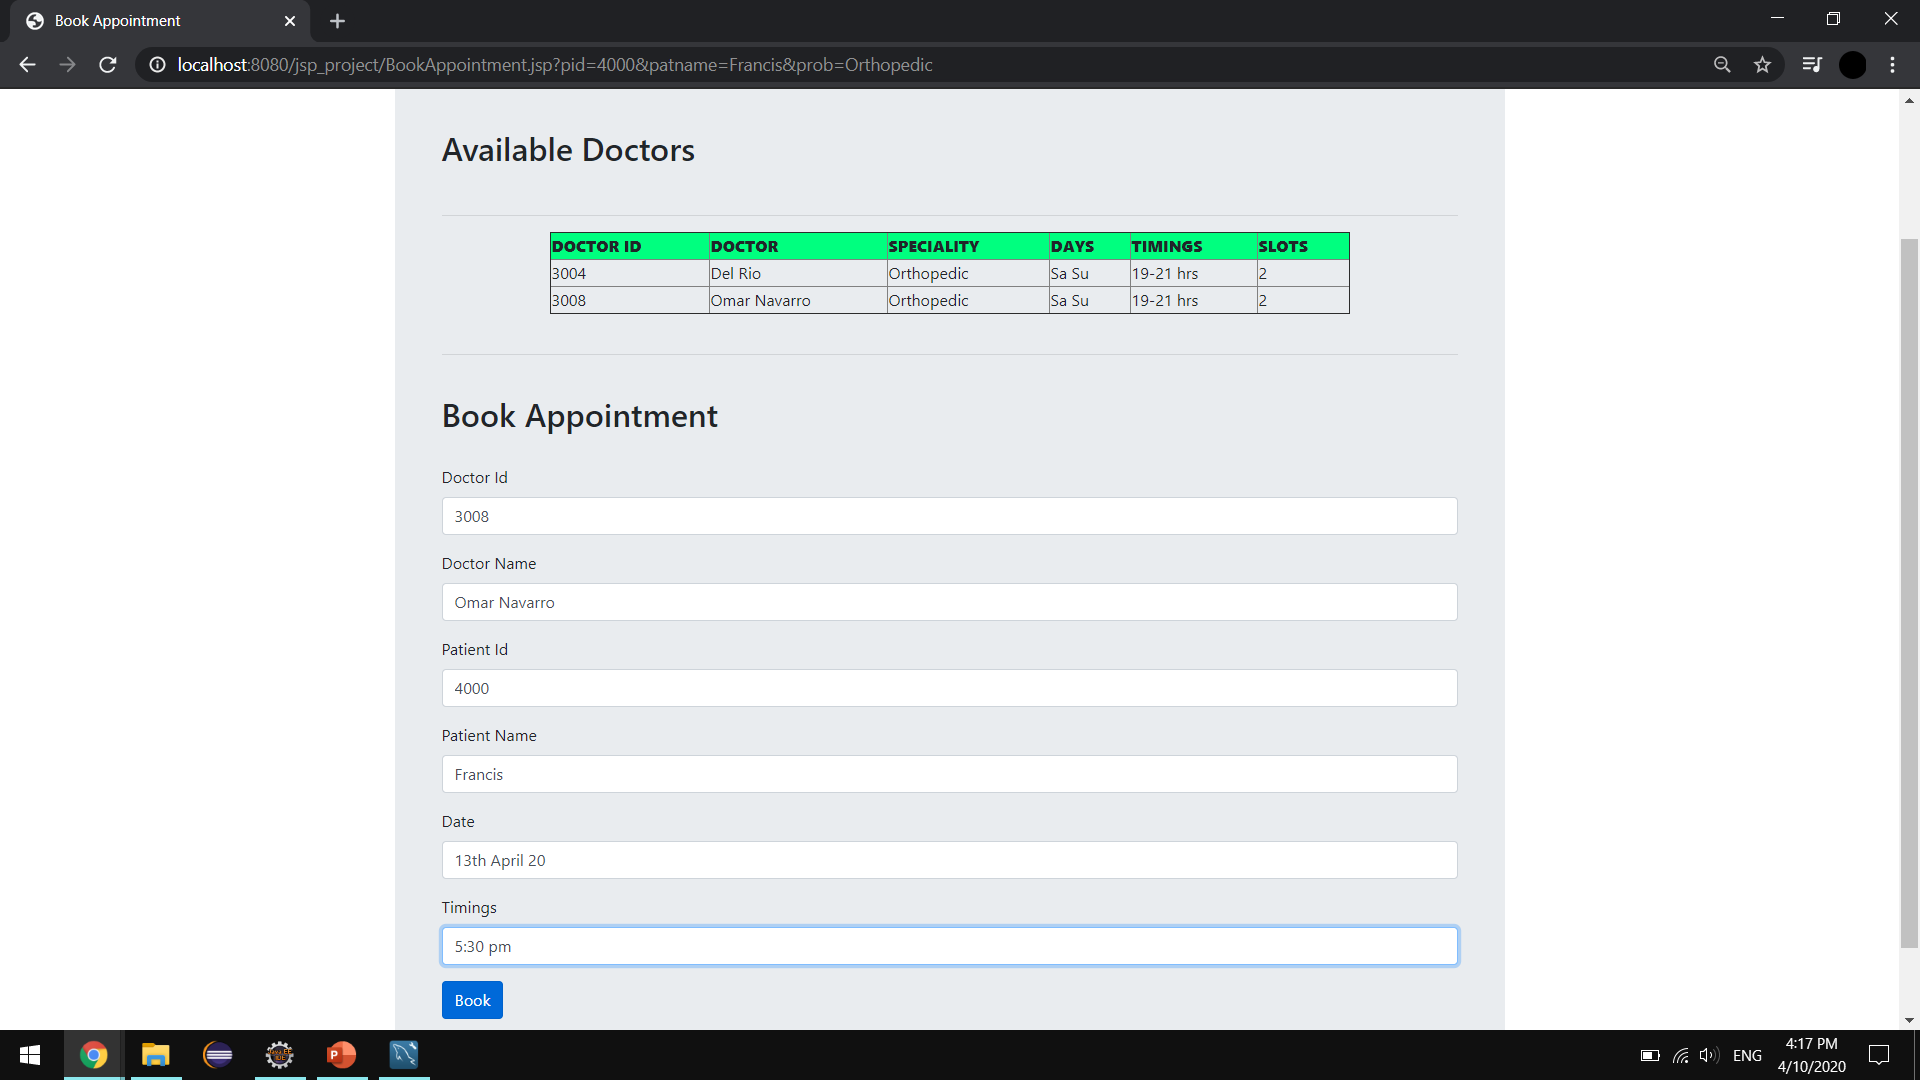 Book Appointment
localhost:8080/jsp_project/BookAppointment.jsp?pid=4000&patname=Francis&prob=Orthopedic
Available Doctors
DOCTOR ID DOCTOR SPECIALITY DAYS TIMINGS SLOTS
3004 Del Rio Orthopedic Sa Su 19-21 hrs 2
3008 Omar Navarro Orthopedic Sa Su 19-21 hrs 2
Book Appointment
Doctor Id
3008
Doctor Name
Omar Navarro
Patient Id
4000
Patient Name
Francis
Date
13th April 20
Timings
5:30 pm
Book
ENG
4:17 PM
4/10/2020